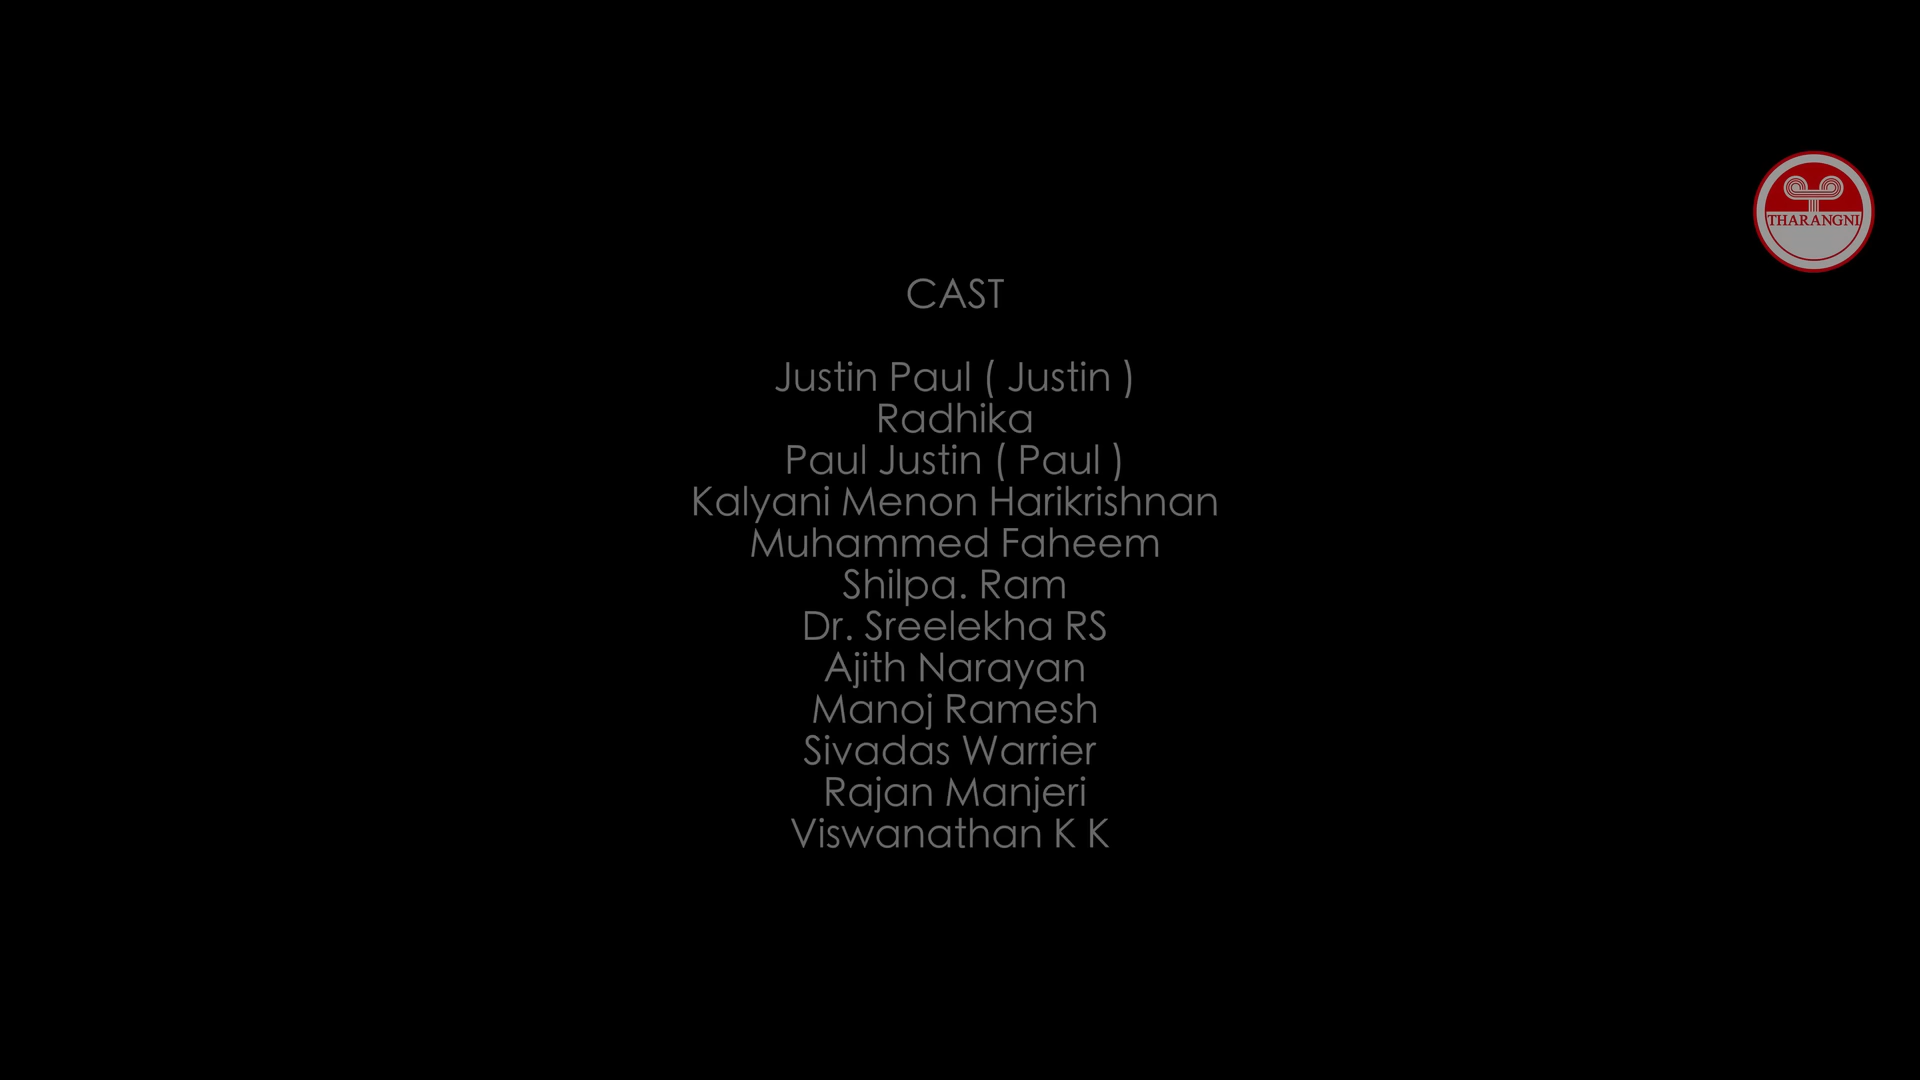 THARANGNI
CAST
Justin Paul ( Justin )
Radhika
Paul Justin ( Paul )
Kalyani Menon Harikrishnan
Muhammed Faheem
Shilpa. Ram
Dr. Sreelekha RS
Ajith Narayan
Manoj Ramesh
Sivadas Warrier
Rajan Manjeri
Viswanathan K K